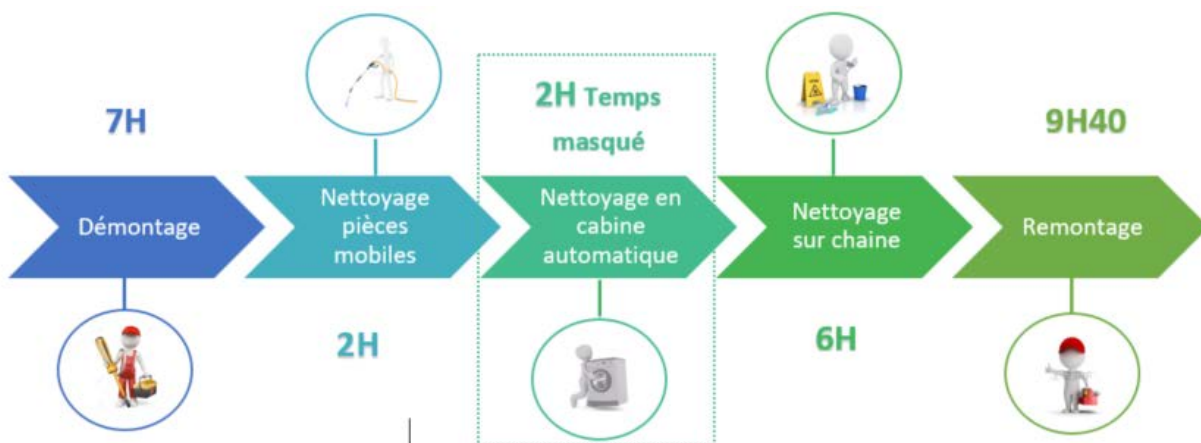 7H
Démontage
Nettoyage
pièces
mobiles
2H
2H Temps
masqué
Nettoyage en
cabine
automatique
Nettoyage
sur chaine
6H
9H40
Remontage